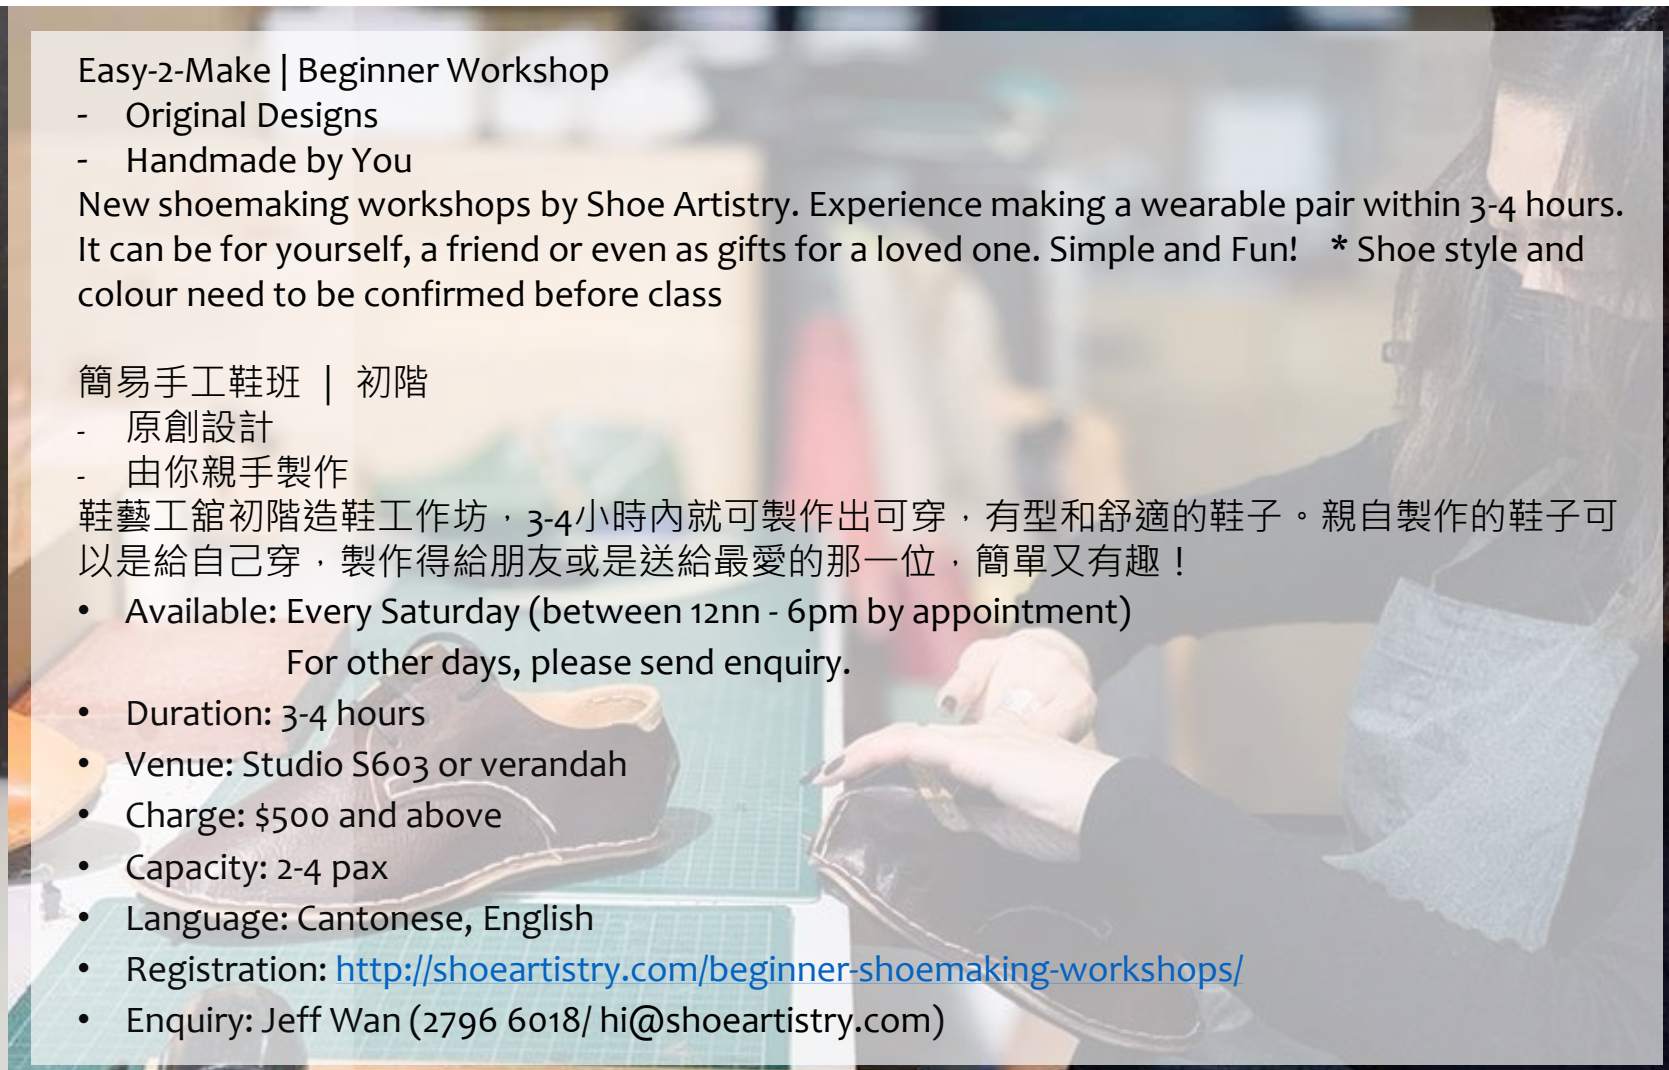 Easy-2-Make | Beginner Workshop
- Original Designs
- Handmade by You
New shoemaking workshops by Shoe Artistry. Experience making a wearable pair within 3-4 hours.
It can be for yourself, a friend or even as gifts for a loved one. Simple and Fun! * Shoe style and
colour need to be confirmed before class
簡易手工鞋班 | 初階
- 原創設計
- 由你親手製作
鞋藝工舘初階造鞋工作坊，3-4小時內就可製作出可穿，有型和舒適的鞋子。親自製作的鞋子可
以是給自己穿，製作得給朋友或是送給最愛的那一位，簡單又有趣！
• Available: Every Saturday (between 12nn - 6pm by appointment)
For other days, please send enquiry.
• Duration: 3-4 hours
• Venue: Studio S603 or verandah
• Charge: $500 and above
• Capacity: 2-4 pax
• Language: Cantonese, English
• Registration: http://shoeartistry.com/beginner-shoemaking-workshops/
• Enquiry: Jeff Wan (2796 6018/ hi@shoeartistry.com)